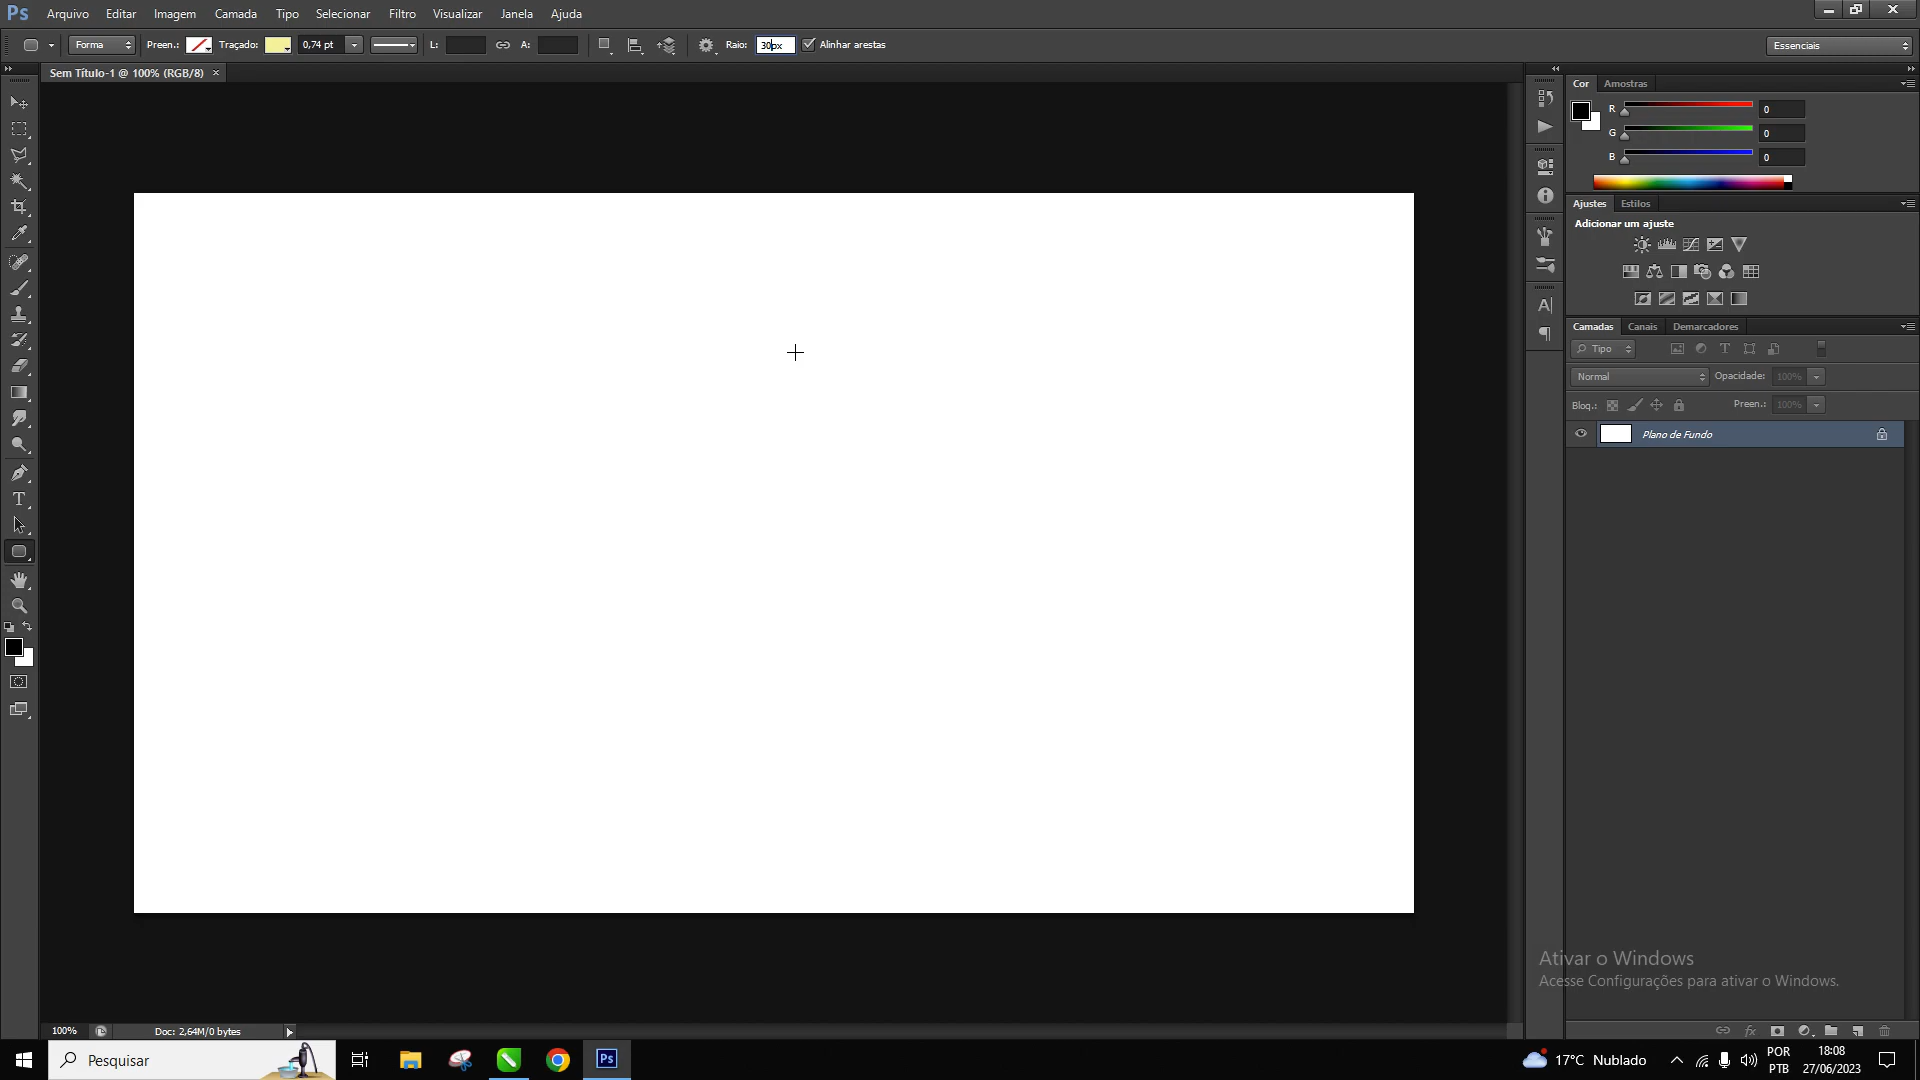 Ps Arquivo Editar Imagem Camada Tipo Selecionar Filtro Visualizar Janela Ajuda
Forma Preen.: Traçado: 0,74 pt L: A: Raio: 30px Alinhar arestas Essenciais
Sem Título-1 @ 100% (RGB/8) ×
Cor Amostras
R 0
G 0
B 0
Ajustes Estilos
Adicionar um ajuste
Camadas Canais Demarcadores
Tipo
Normal Opacidade: 100%
Bloq.: Preen.: 100%
Plano de Fundo
Ativar o Windows
Acesse Configurações para ativar o Windows.
100% Doc: 2,64M/0 bytes
Pesquisar Ps 17°C Nublado POR 18:08
PTB 27/06/2023